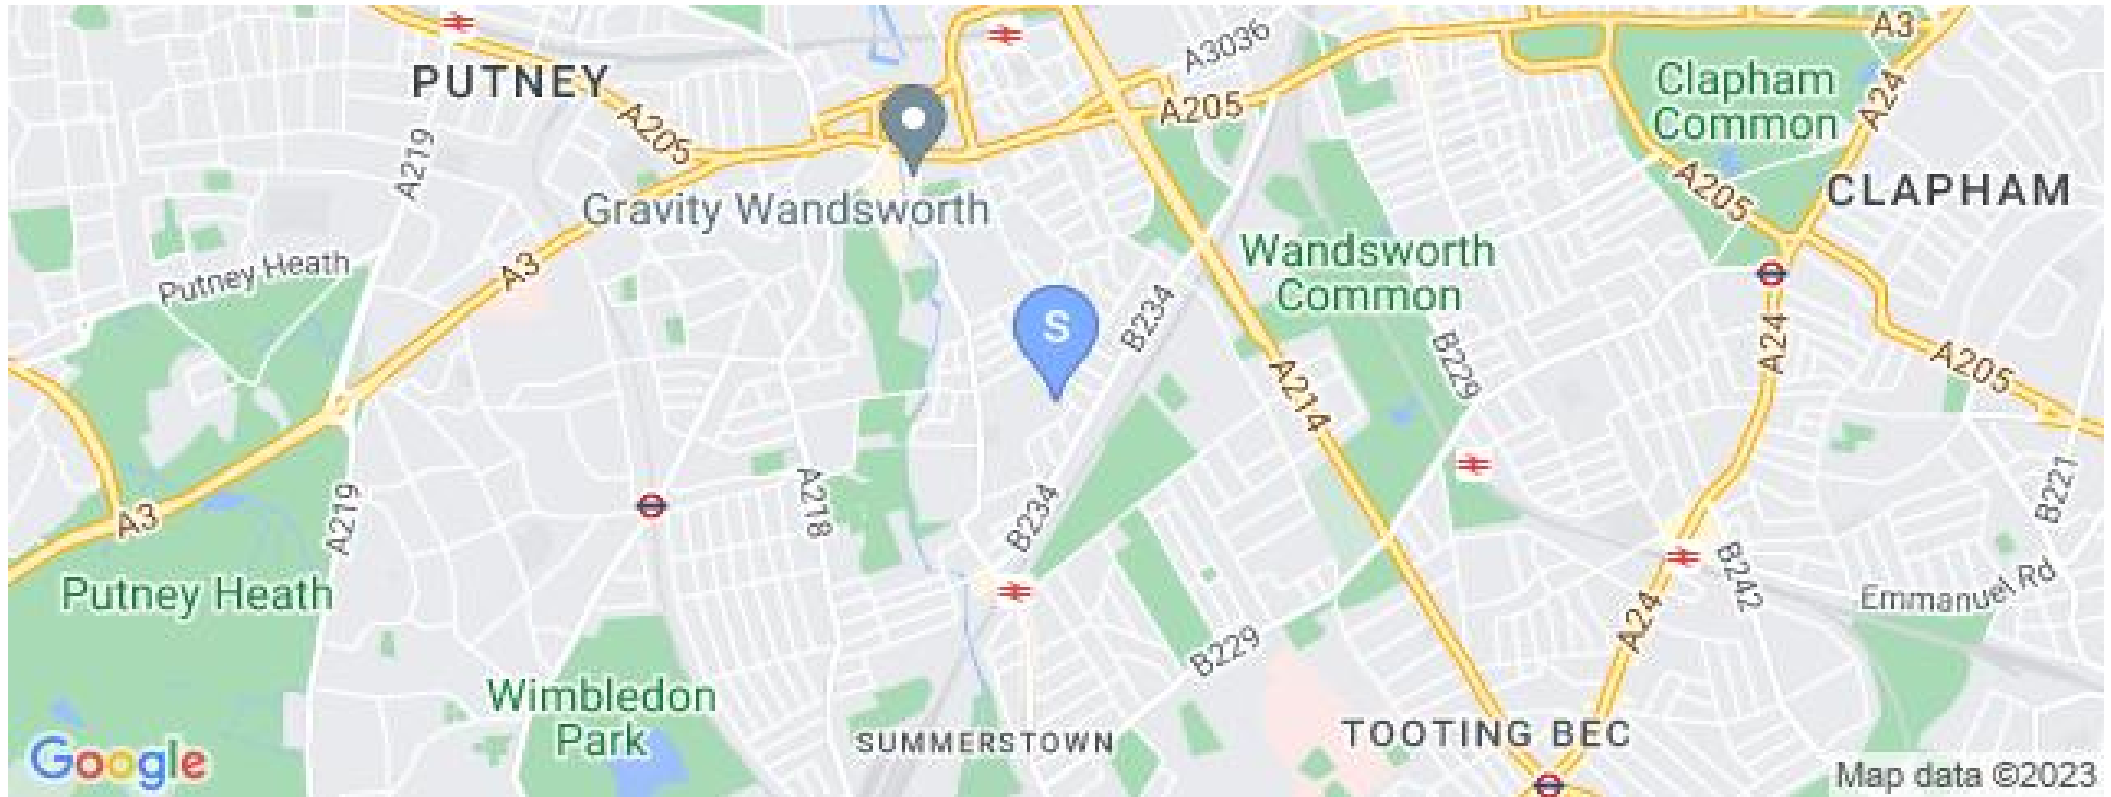 A3
A3036
PUTNEY
Clapham
Common
A24
A205
A205
A219
A205
CLAPHAM
Gravity Wandsworth
Wandsworth
Common
Putney Heath
A3
B234
S
A24
B229
A205
A214
A218
B234
A219
B221
A3
B242
Emmanuel Rd
Putney Heath
A24
B229
Wimbledon
Park
SUMMERSTOWN
TOOTING BEC
Google
Map data ©2023